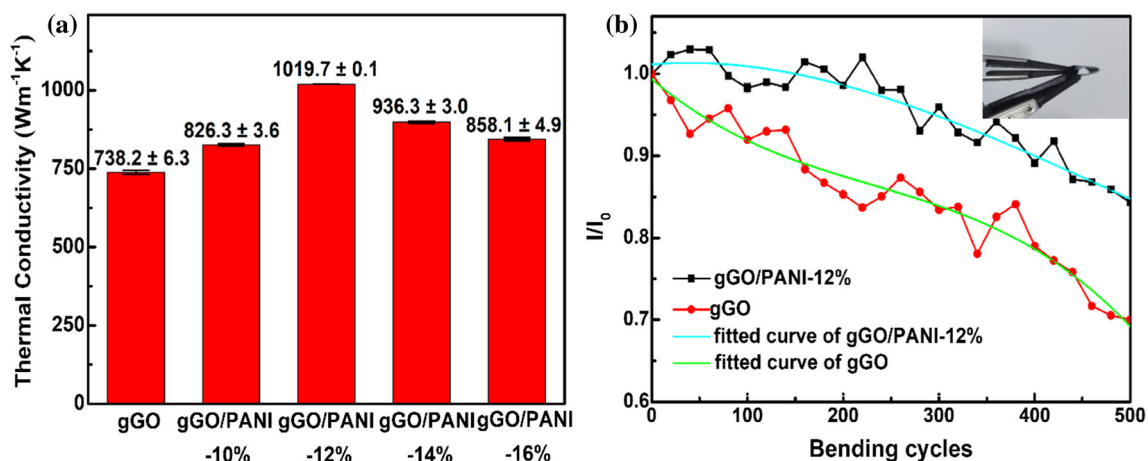 (a)
Thermal Conductivity (Wm⁻¹K⁻¹)
1000
750
500
250
0
738.2 ± 6.3
826.3 ± 3.6
1019.7 ± 0.1
936.3 ± 3.0
858.1 ± 4.9
gGO gGO/PANI gGO/PANI gGO/PANI gGO/PANI
-10% -12% -14% -16%
(b)
I/I₀
1.0
0.9
0.8
0.7
0.6
gGO/PANI-12%
gGO
fitted curve of gGO/PANI-12%
fitted curve of gGO
0 100 200 300 400 500
Bending cycles